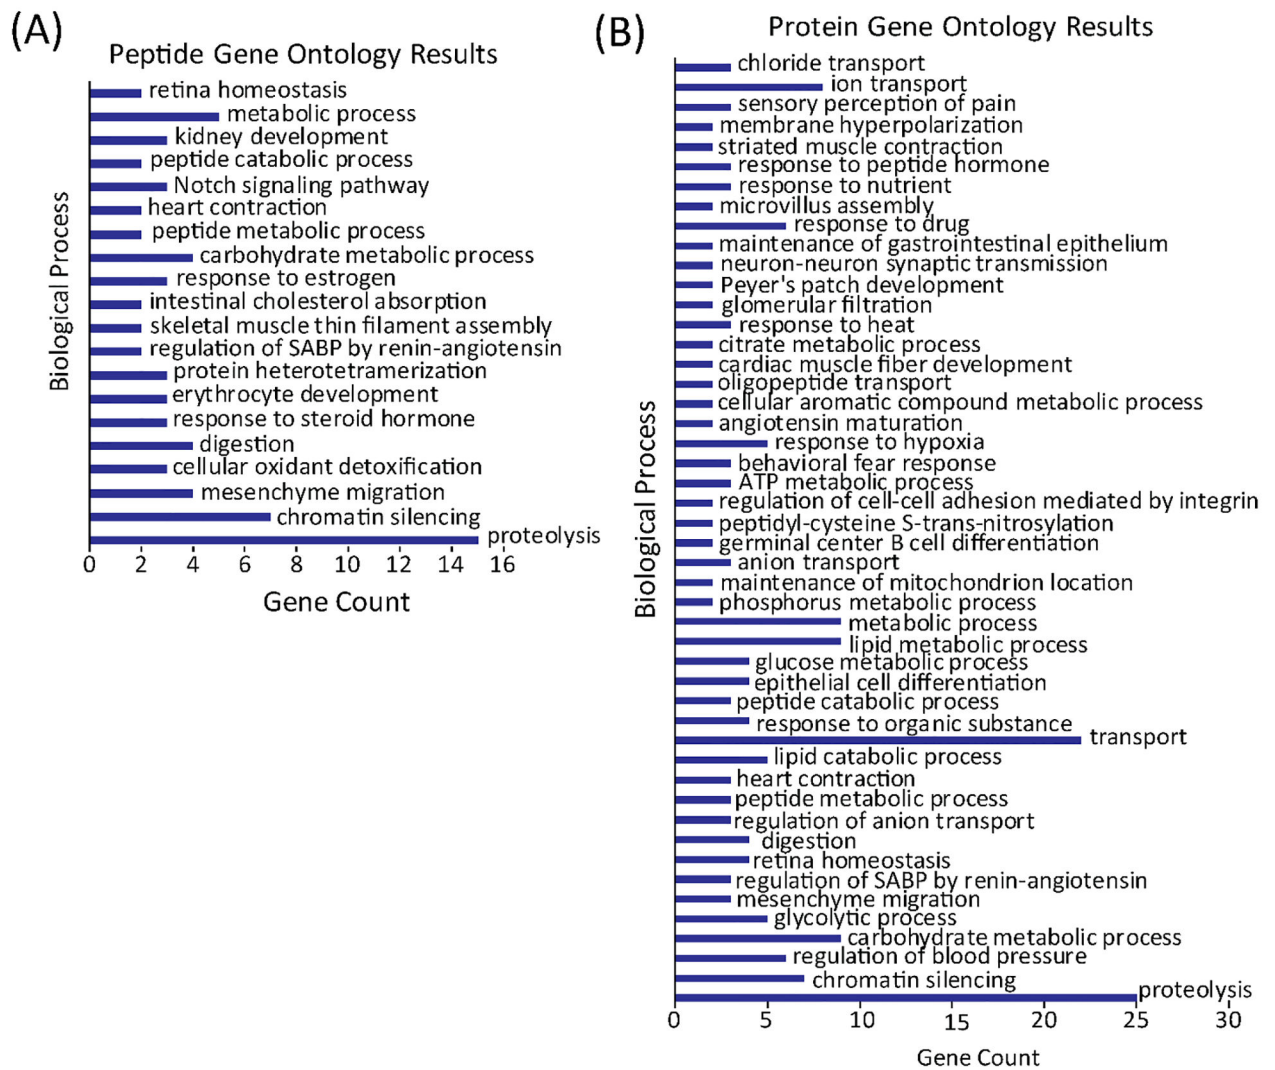 (A)
Peptide Gene Ontology Results
Biological Process
retina homeostasis
metabolic process
kidney development
peptide catabolic process
Notch signaling pathway
heart contraction
peptide metabolic process
carbohydrate metabolic process
response to estrogen
intestinal cholesterol absorption
skeletal muscle thin filament assembly
regulation of SABP by renin-angiotensin
protein heterotetramerization
erythrocyte development
response to steroid hormone
digestion
cellular oxidant detoxification
mesenchyme migration
chromatin silencing
proteolysis
0 2 4 6 8 10 12 14 16
Gene Count
(B)
Protein Gene Ontology Results
Biological Process
chloride transport
ion transport
sensory perception of pain
membrane hyperpolarization
striated muscle contraction
response to peptide hormone
response to nutrient
microvillus assembly
response to drug
maintenance of gastrointestinal epithelium
neuron-neuron synaptic transmission
Peyer's patch development
glomerular filtration
response to heat
citrate metabolic process
cardiac muscle fiber development
oligopeptide transport
cellular aromatic compound metabolic process
angiotensin maturation
response to hypoxia
behavioral fear response
ATP metabolic process
regulation of cell-cell adhesion mediated by integrin
peptidyl-cysteine S-trans-nitrosylation
germinal center B cell differentiation
anion transport
maintenance of mitochondrion location
phosphorus metabolic process
metabolic process
lipid metabolic process
glucose metabolic process
epithelial cell differentiation
peptide catabolic process
response to organic substance
transport
lipid catabolic process
heart contraction
peptide metabolic process
regulation of anion transport
digestion
retina homeostasis
regulation of SABP by renin-angiotensin
mesenchyme migration
glycolytic process
carbohydrate metabolic process
regulation of blood pressure
chromatin silencing
proteolysis
0 5 10 15 20 25 30
Gene Count